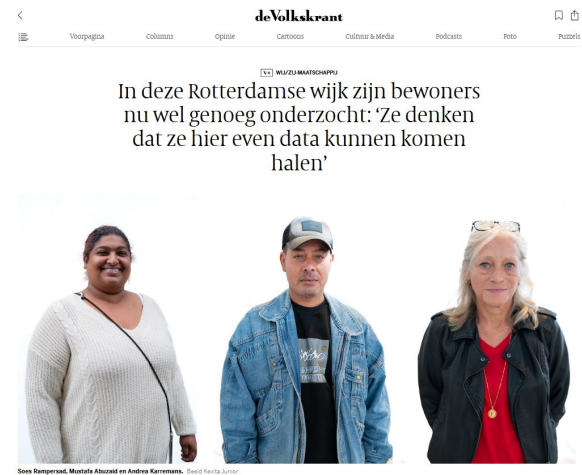 deVolkskrant
Voorpagina Columns Opinie Cartoons Cultuur & Media Podcasts Foto Puzzels
V+ WIJ/ZIJ-MAATSCHAPPIJ
In deze Rotterdamse wijk zijn bewoners
nu wel genoeg onderzocht: ‘Ze denken
dat ze hier even data kunnen komen
halen’
Soes Rampersad, Mustafa Abuzaid en Andrea Karremans. Beeld Kevita Junior